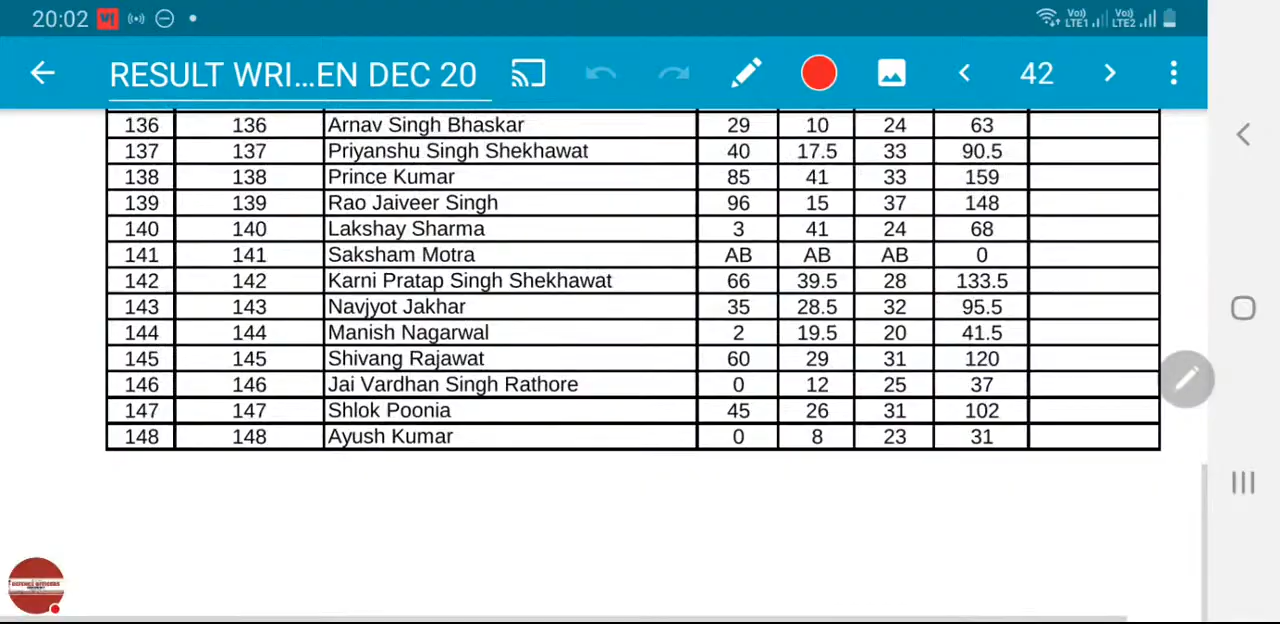 20:02
LTE1 LTE2
RESULT WRI...EN DEC 20 42
136 136 Arnav Singh Bhaskar 29 10 24 63
137 137 Priyanshu Singh Shekhawat 40 17.5 33 90.5
138 138 Prince Kumar 85 41 33 159
139 139 Rao Jaiveer Singh 96 15 37 148
140 140 Lakshay Sharma 3 41 24 68
141 141 Saksham Motra AB AB AB 0
142 142 Karni Pratap Singh Shekhawat 66 39.5 28 133.5
143 143 Navjyot Jakhar 35 28.5 32 95.5
144 144 Manish Nagarwal 2 19.5 20 41.5
145 145 Shivang Rajawat 60 29 31 120
146 146 Jai Vardhan Singh Rathore 0 12 25 37
147 147 Shlok Poonia 45 26 31 102
148 148 Ayush Kumar 0 8 23 31